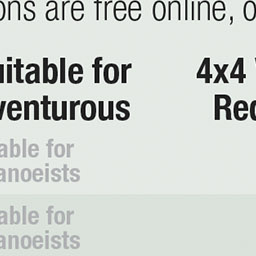 ons are free online, o
uitable for
venturous
4x4
Rec
able for
anoeists
able for
anoeists